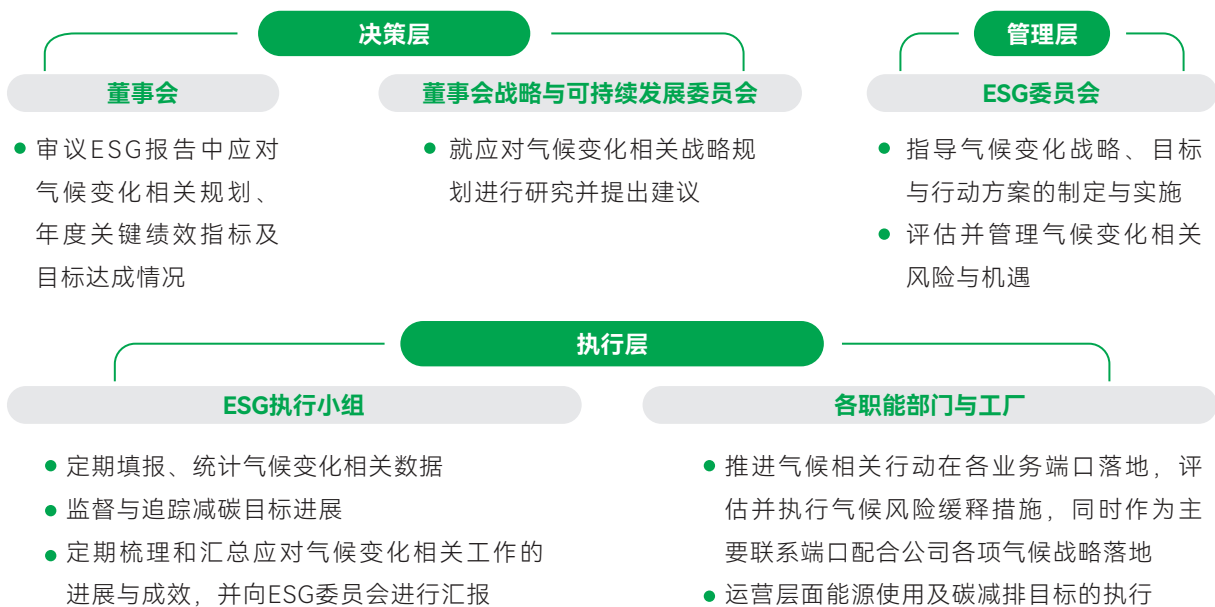 决策层
董事会
审议ESG报告中应对
气候变化相关规划、
年度关键绩效指标及
目标达成情况
董事会战略与可持续发展委员会
就应对气候变化相关战略规
划进行研究并提出建议
管理层
ESG委员会
指导气候变化战略、目标
与行动方案的制定与实施
评估并管理气候变化相关
风险与机遇
执行层
ESG执行小组
定期填报、统计气候变化相关数据
监督与追踪减碳目标进展
定期梳理和汇总应对气候变化相关工作的
进展与成效，并向ESG委员会进行汇报
各职能部门与工厂
推进气候相关行动在各业务端口落地，评
估并执行气候风险缓释措施，同时作为主
要联系端口配合公司各项气候战略落地
运营层面能源使用及碳减排目标的执行